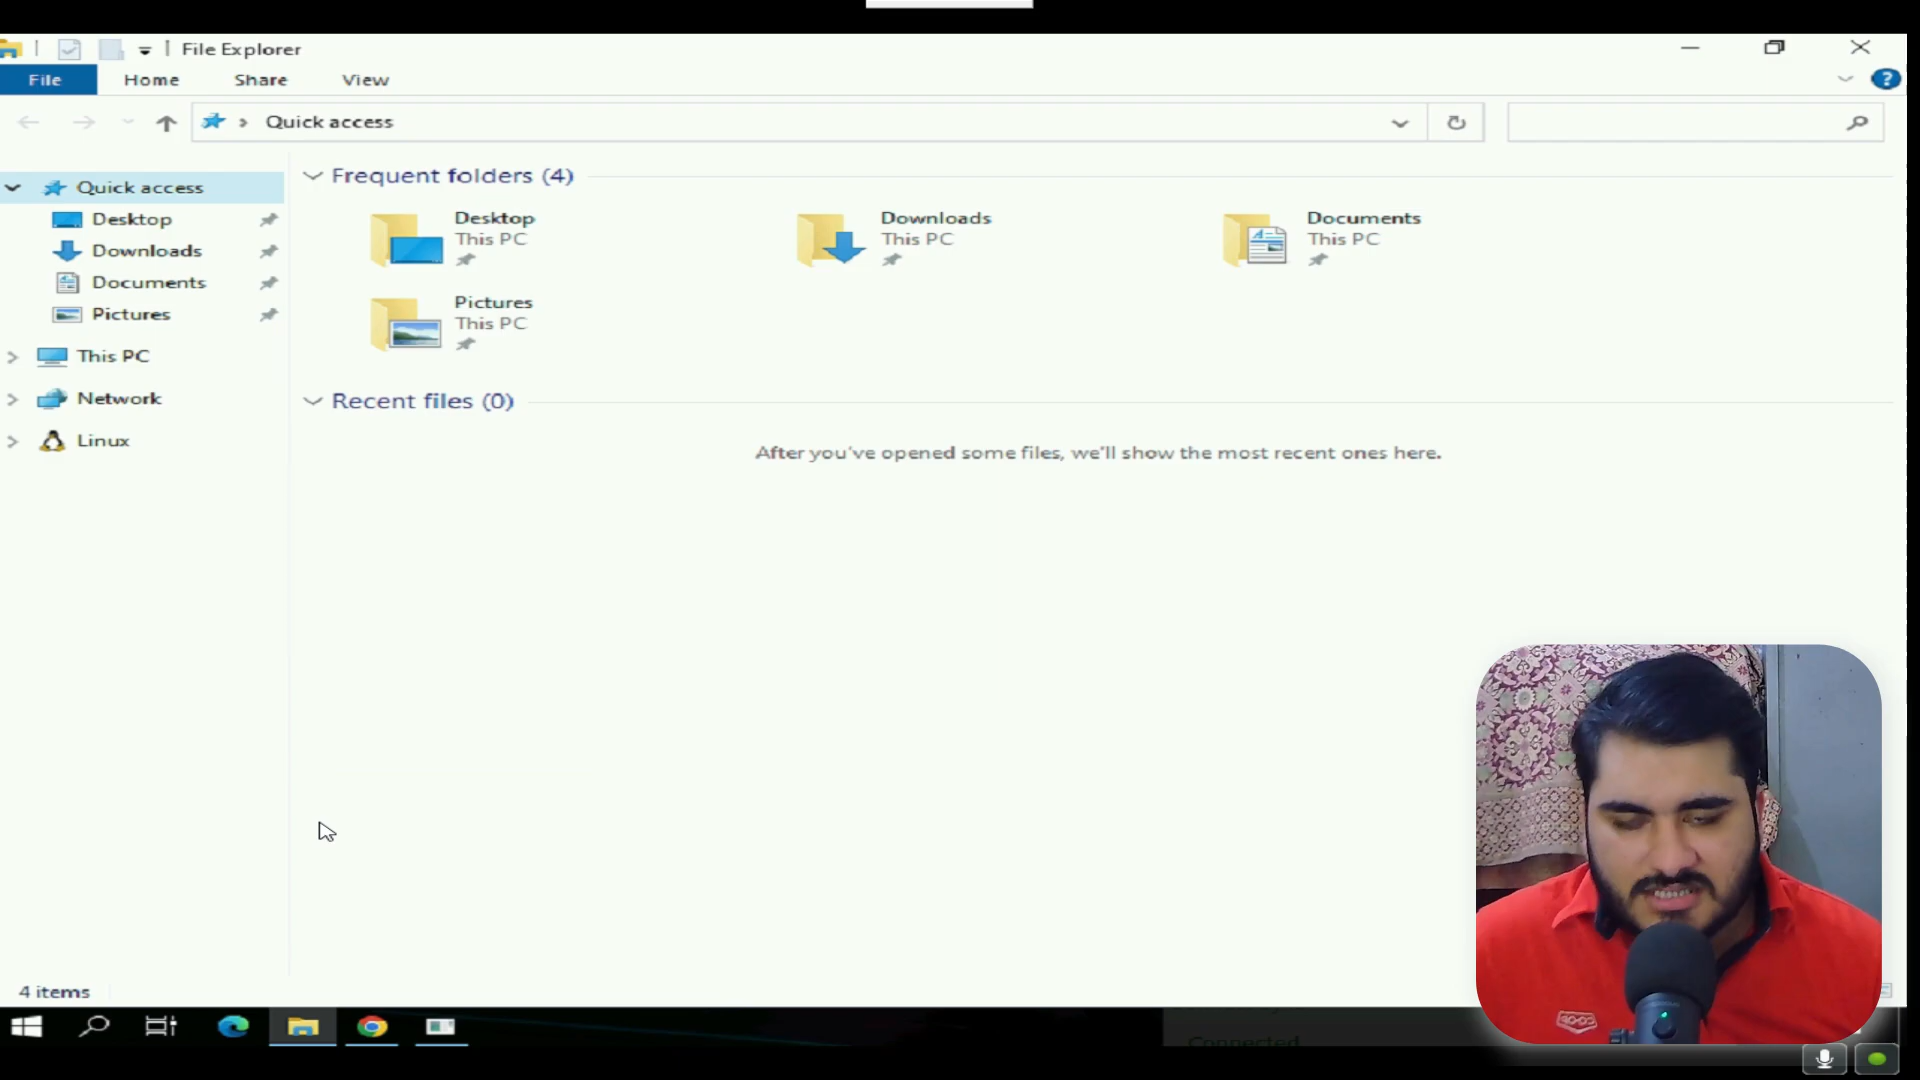 File Explorer
File Home Share View
Quick access
Quick access
Desktop
Downloads
Documents
Pictures
This PC
Network
Linux
Frequent folders (4)
Desktop
This PC
Downloads
This PC
Documents
This PC
Pictures
This PC
Recent files (0)
After you've opened some files, we'll show the most recent ones here.
4 items
Connected